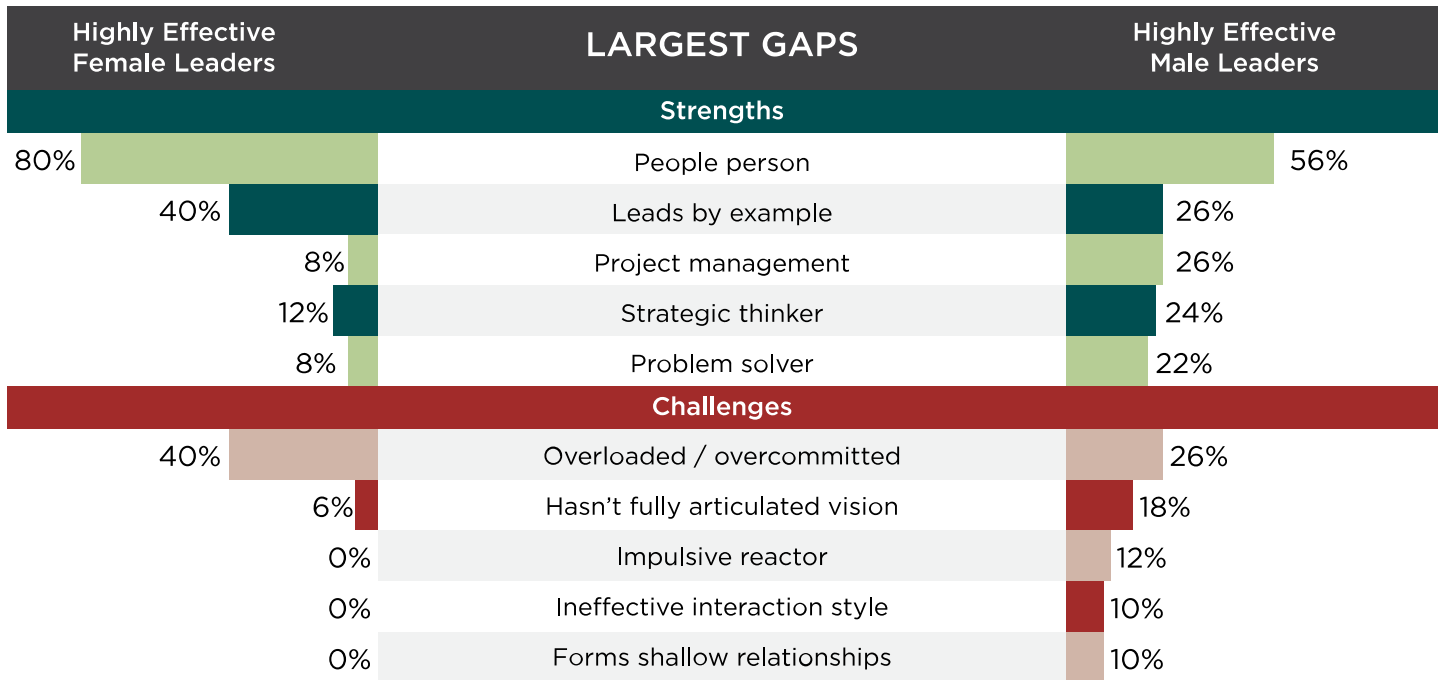 Highly Effective
Female Leaders
LARGEST GAPS
Highly Effective
Male Leaders
Strengths
80% People person 56%
40% Leads by example 26%
8% Project management 26%
12% Strategic thinker 24%
8% Problem solver 22%
Challenges
40% Overloaded / overcommitted 26%
6% Hasn’t fully articulated vision 18%
0% Impulsive reactor 12%
0% Ineffective interaction style 10%
0% Forms shallow relationships 10%